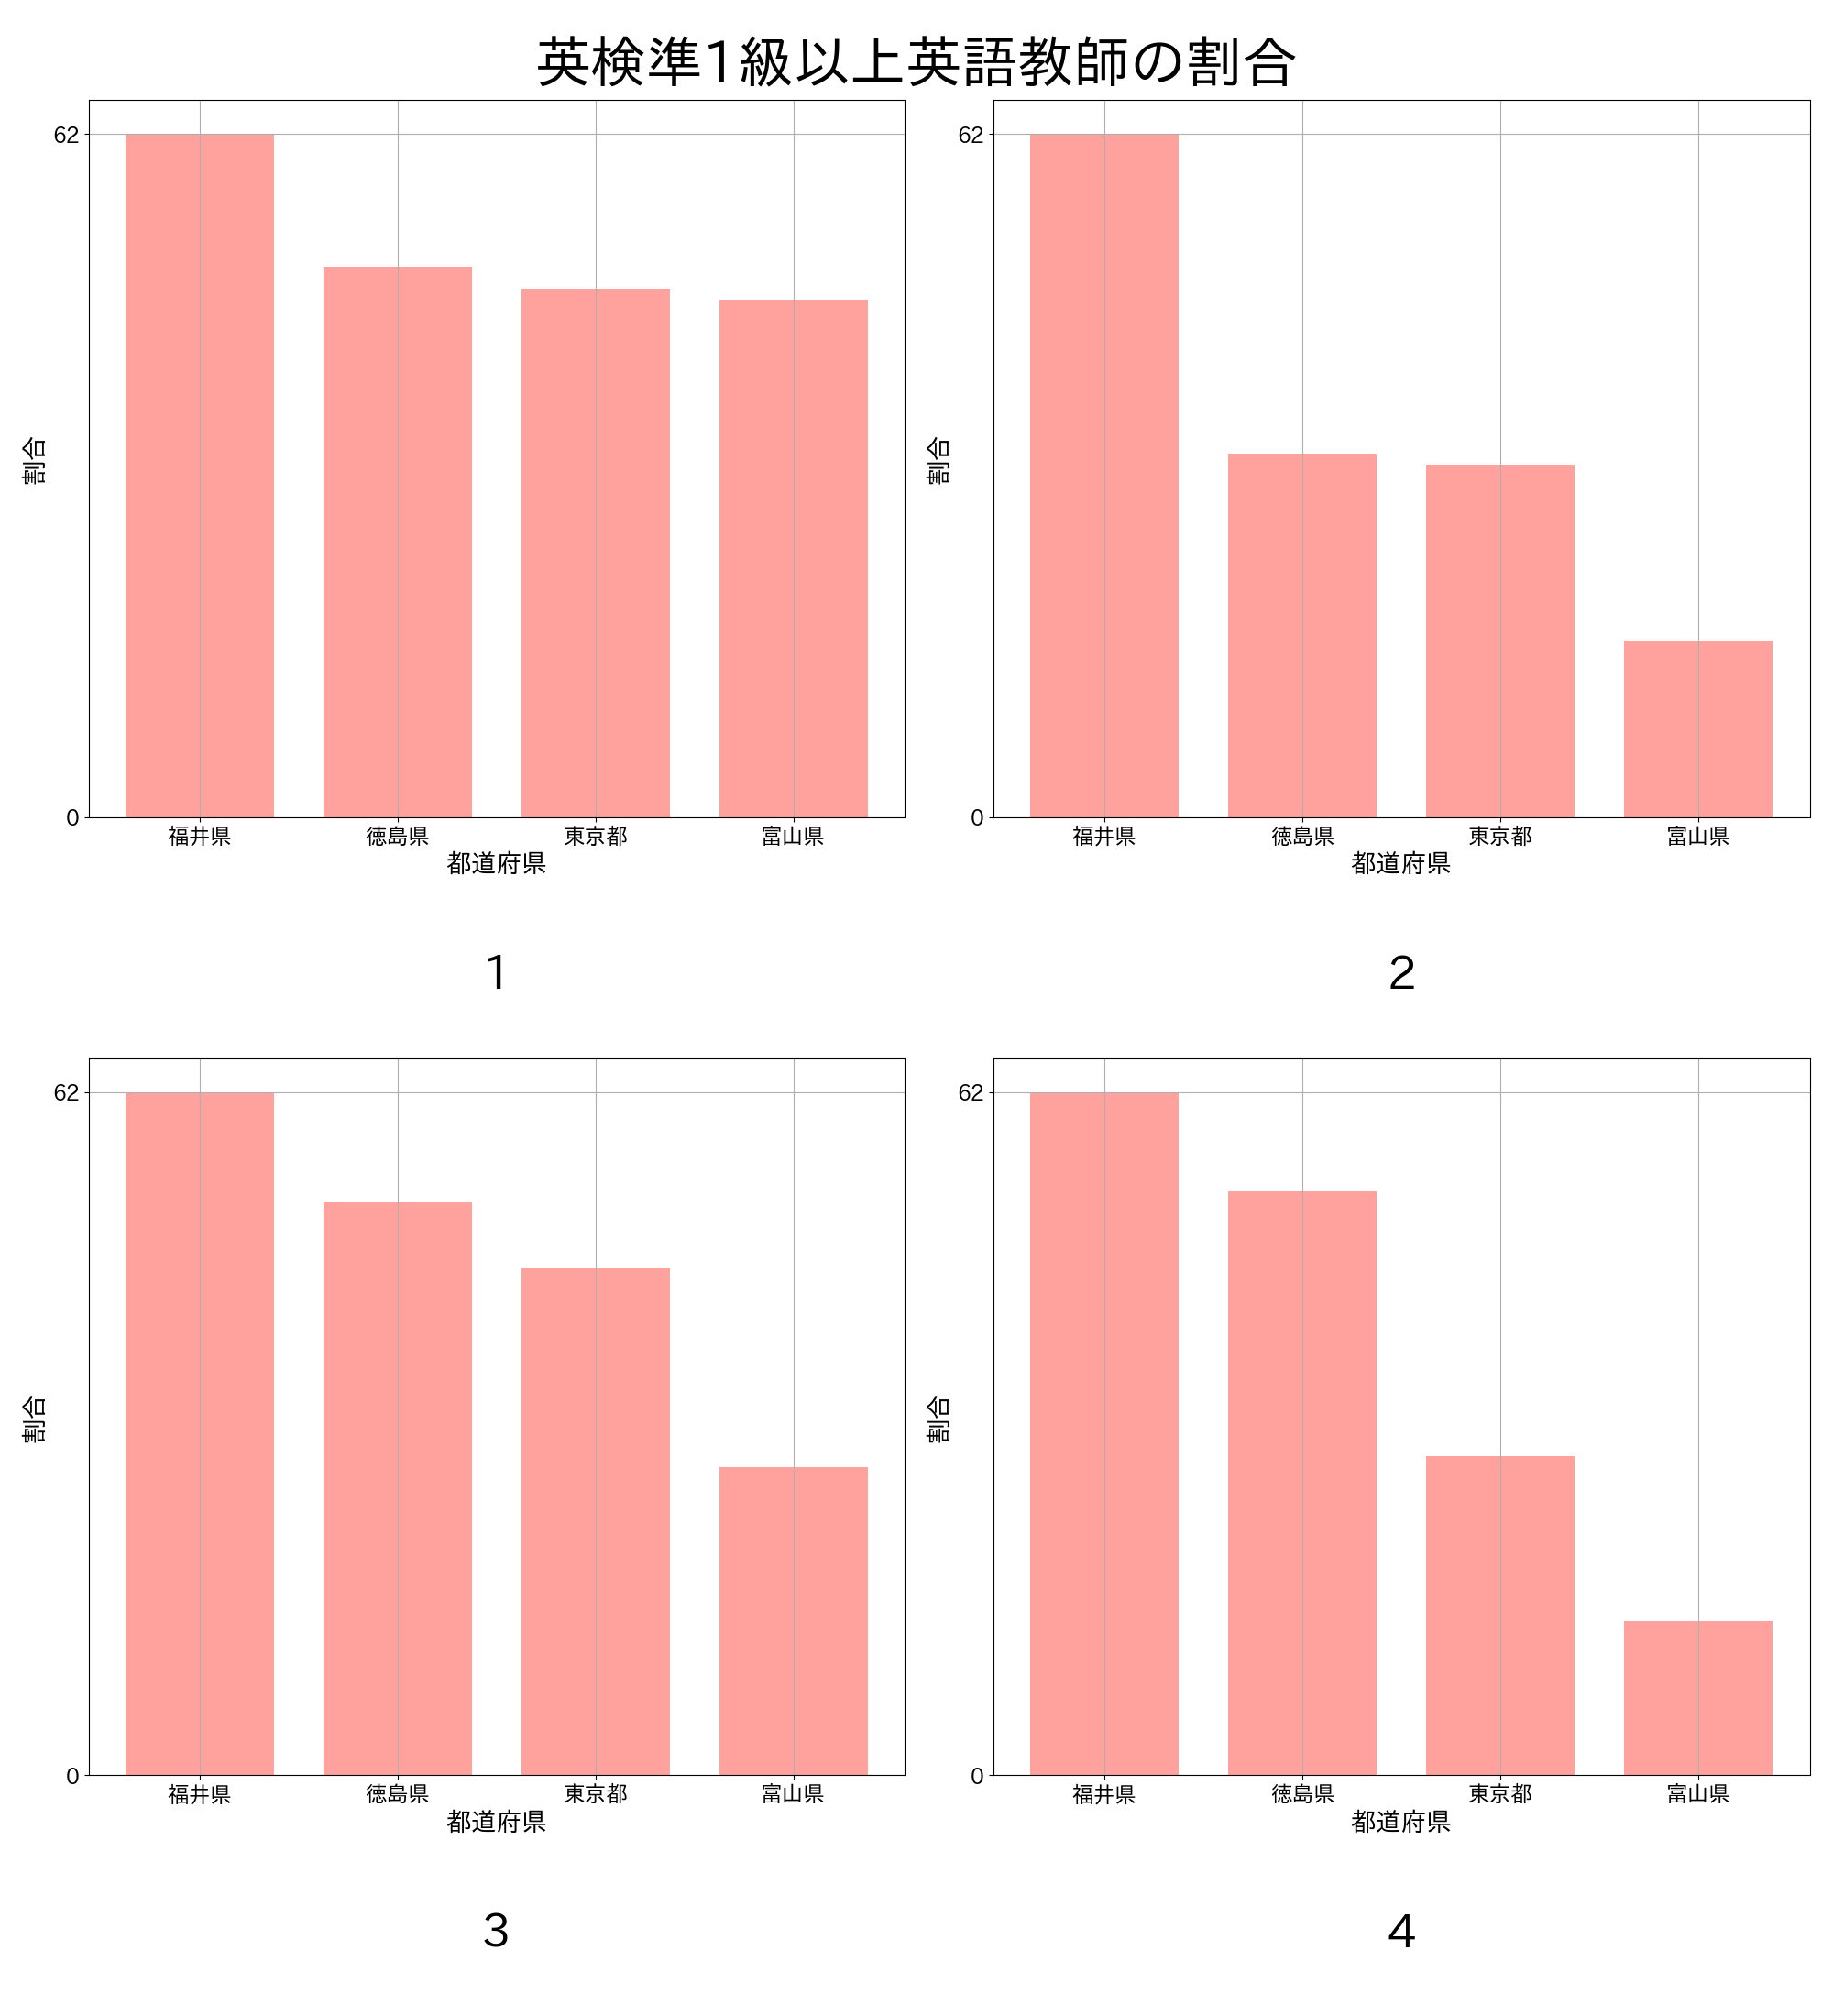 英検準1級以上英語教師の割合
62
0
割合
福井県 徳島県 東京都 富山県
都道府県
1
62
0
割合
福井県 徳島県 東京都 富山県
都道府県
2
62
0
割合
福井県 徳島県 東京都 富山県
都道府県
3
62
0
割合
福井県 徳島県 東京都 富山県
都道府県
4